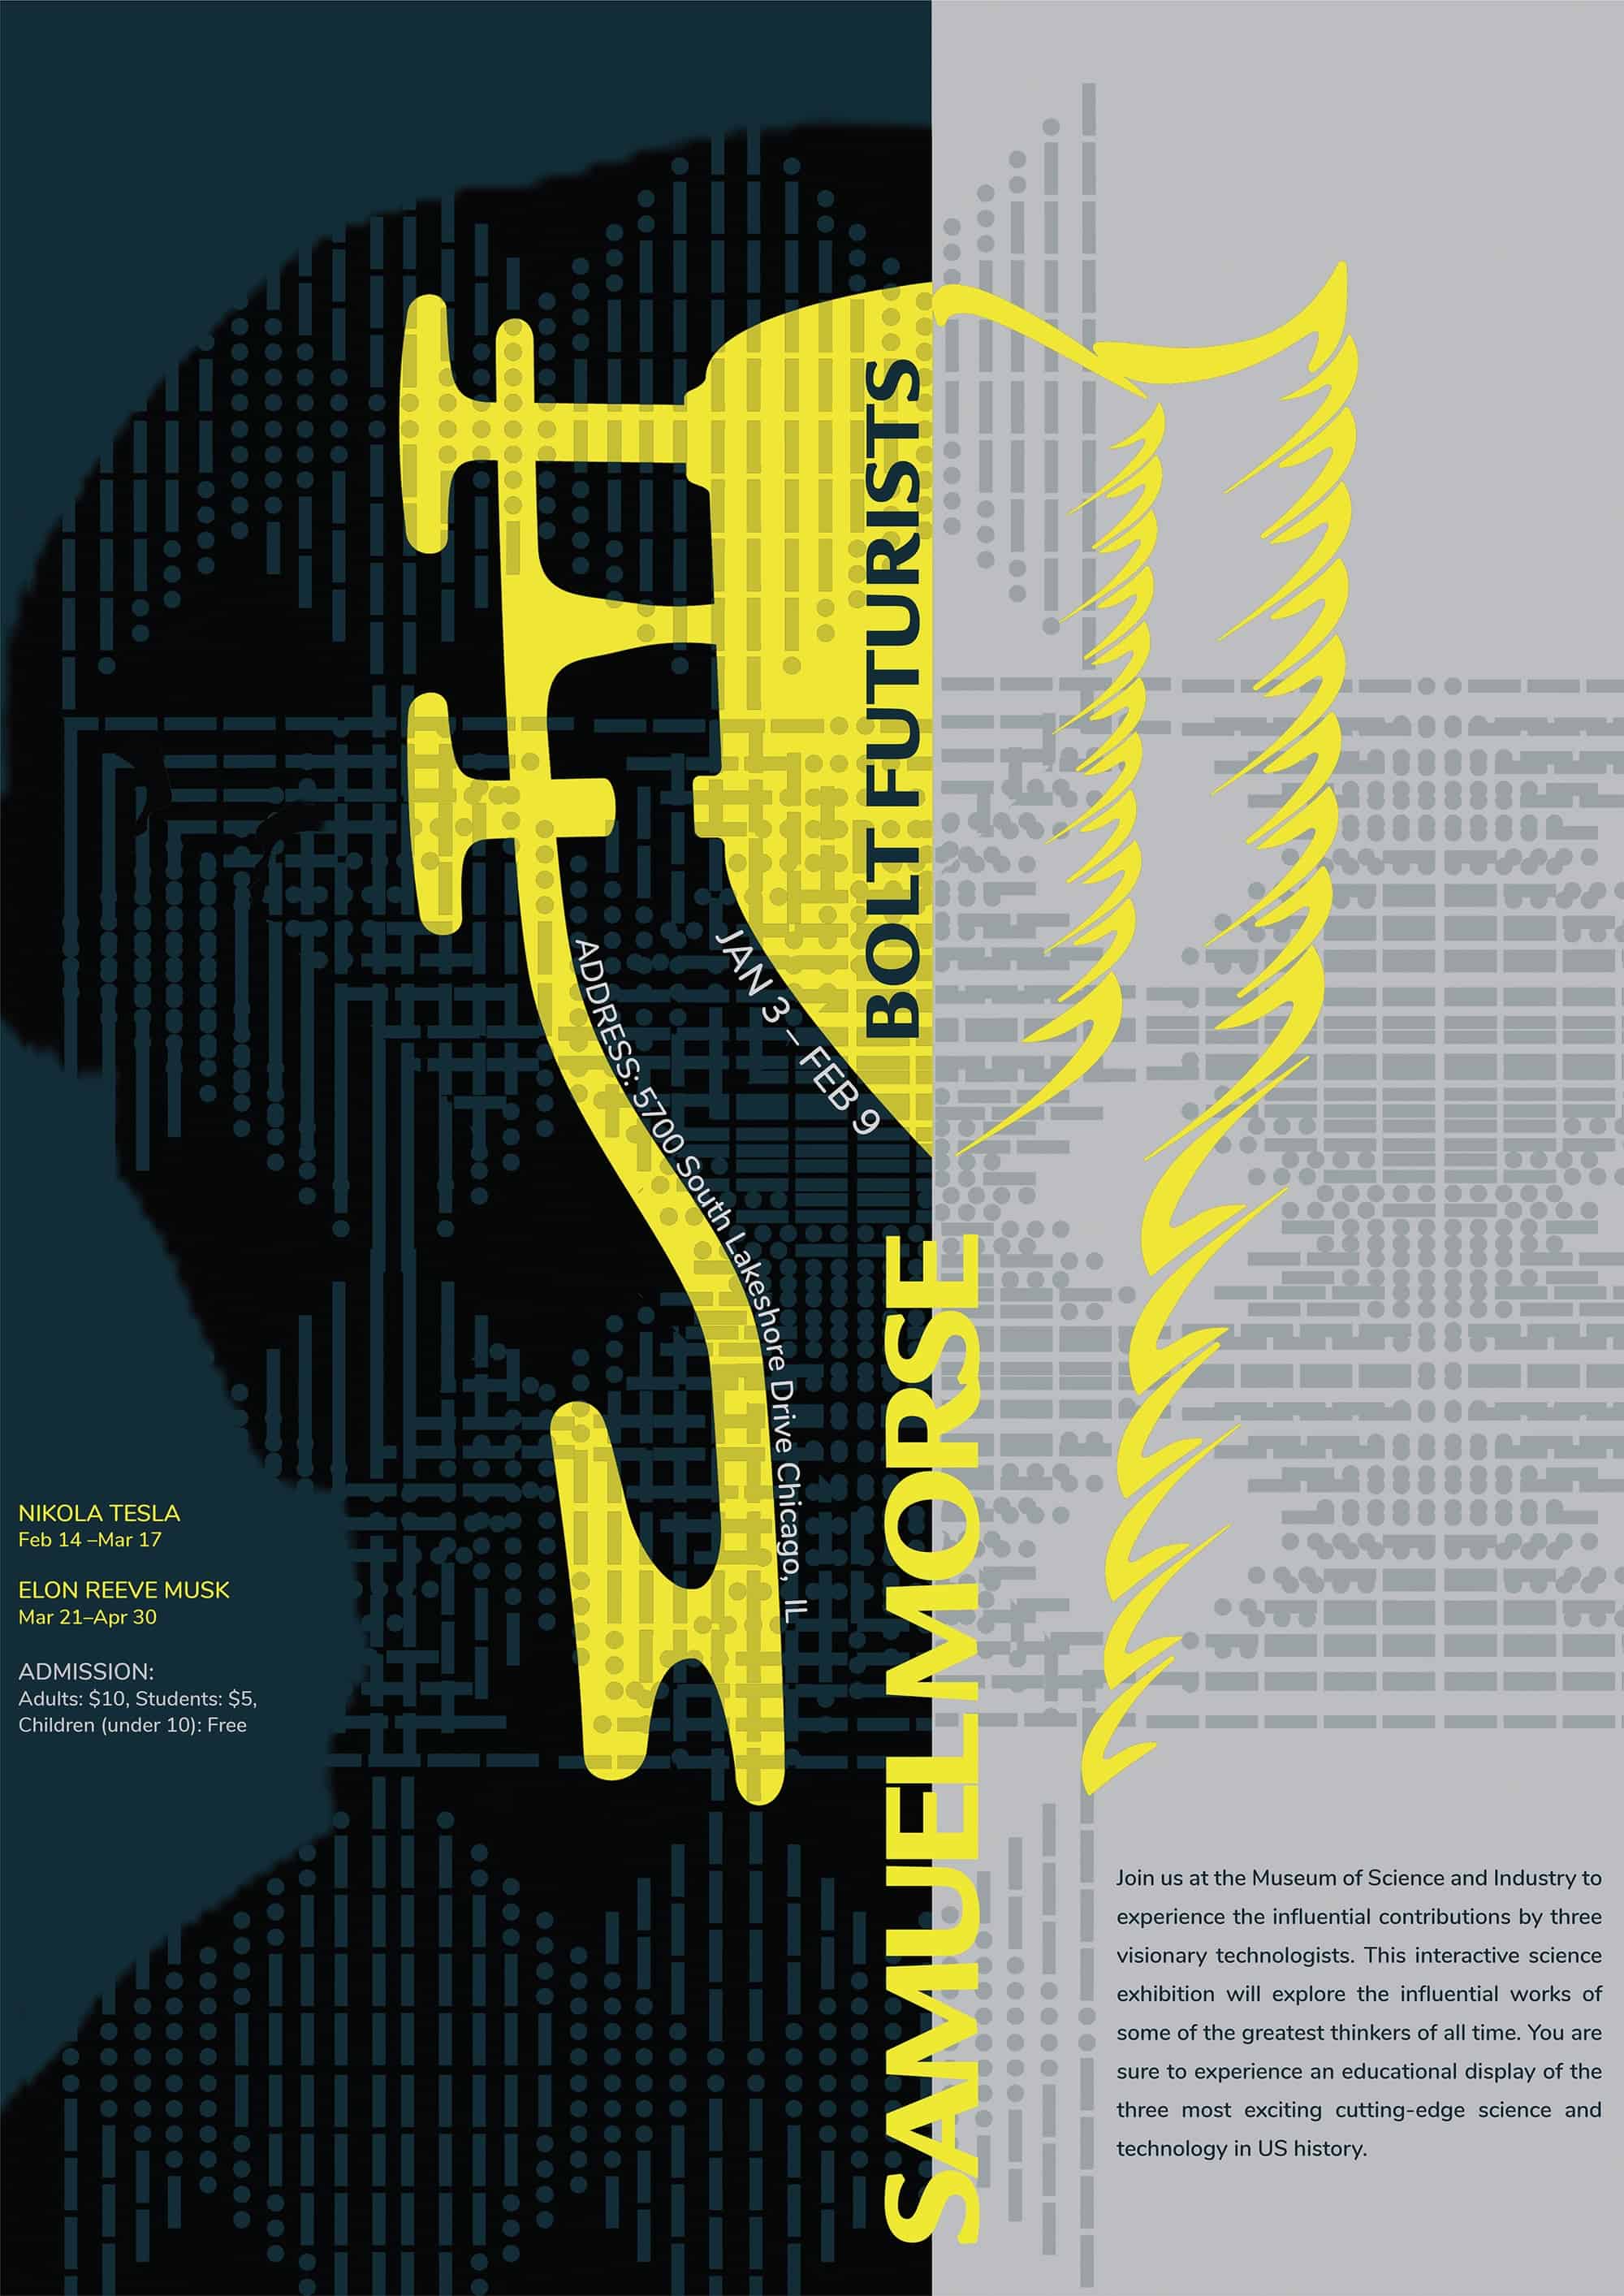 BOLT FUTURISTS
JAN 3 – FEB 9
ADDRESS: 5700 South Lakeshore Drive Chicago, IL
SAMUEL MORSE
NIKOLA TESLA
Feb 14 –Mar 17
ELON REEVE MUSK
Mar 21–Apr 30
ADMISSION:
Adults: $10, Students: $5,
Children (under 10): Free
Join us at the Museum of Science and Industry to
experience the influential contributions by three
visionary technologists. This interactive science
exhibition will explore the influential works of
some of the greatest thinkers of all time. You are
sure to experience an educational display of the
three most exciting cutting-edge science and
technology in US history.